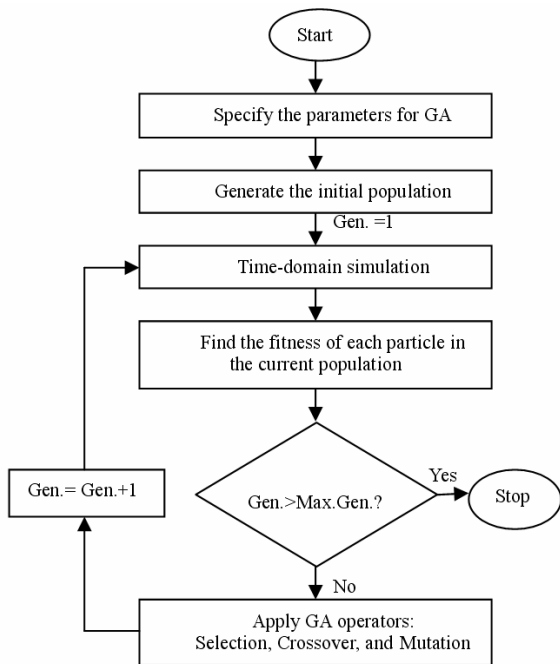 Start
Specify the parameters for GA
Generate the initial population
Gen. =1
Time-domain simulation
Find the fitness of each particle in
the current population
Gen.>Max.Gen.?
Yes
Stop
No
Apply GA operators:
Selection, Crossover, and Mutation
Gen.= Gen.+1